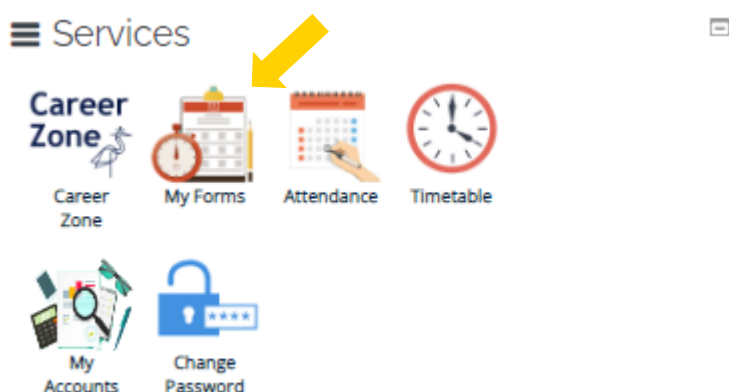 Services
Career
Zone
Career
Zone
My Forms
Attendance
Timetable
My
Accounts
****
Change
Password